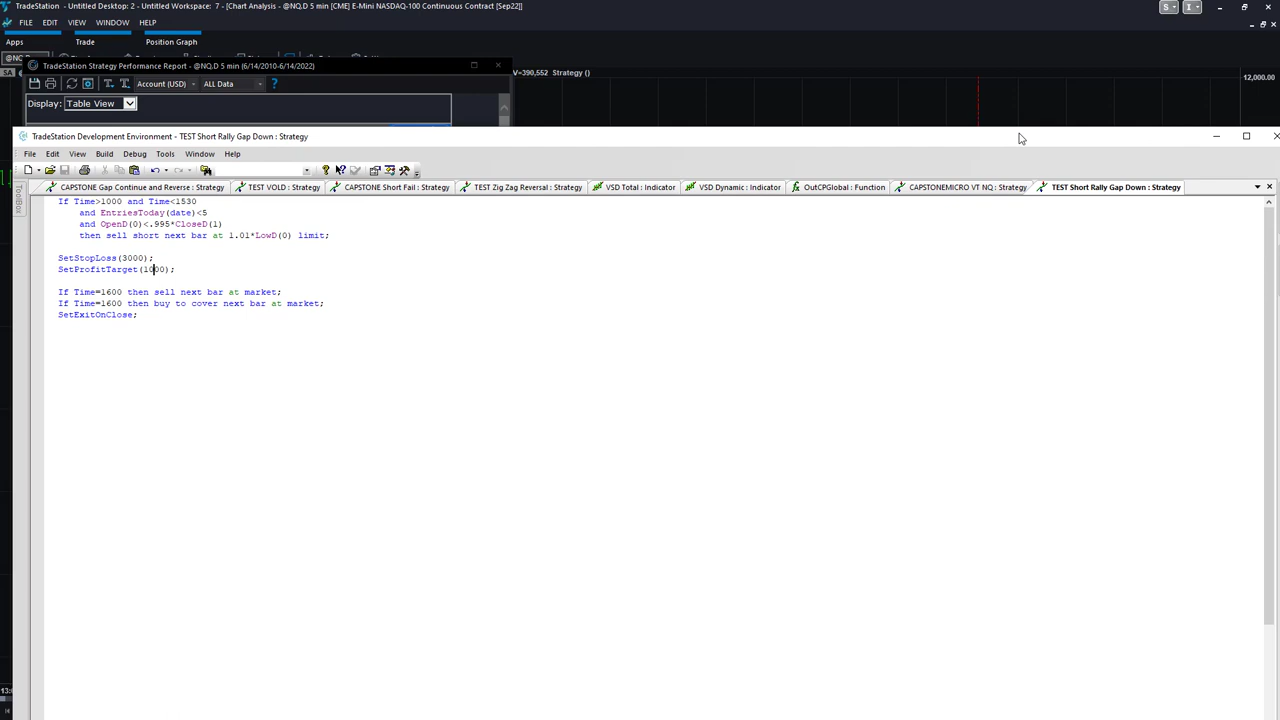 TradeStation - Untitled Desktop: 2 - Untitled Workspace: 7 - [Chart Analysis - @NQ.D 5 min [CME] E-Mini NASDAQ-100 Continuous Contract [Sep22]]
FILE EDIT VIEW WINDOW HELP
Apps Trade Position Graph
TradeStation Strategy Performance Report - @NQ.D 5 min (6/14/2010-6/14/2022)
V=390,552 Strategy ()
12,000.00
Account (USD) ALL Data
Display: Table View
TradeStation Development Environment - TEST Short Rally Gap Down : Strategy
File Edit View Build Debug Tools Window Help
CAPSTONE Gap Continue and Reverse : Strategy TEST VOLD : Strategy CAPSTONE Short Fail : Strategy TEST Zig Zag Reversal : Strategy VSD Total : Indicator VSD Dynamic : Indicator OutCPGlobal : Function CAPSTONEMICRO VT NQ : Strategy TEST Short Rally Gap Down : Strategy
ToolBox
If Time>1000 and Time<1530
and EntriesToday(date)<5
and OpenD(0)<.995*CloseD(1)
then sell short next bar at 1.01*LowD(0) limit;
SetStopLoss(3000);
SetProfitTarget(1000);
If Time=1600 then sell next bar at market;
If Time=1600 then buy to cover next bar at market;
SetExitOnClose;